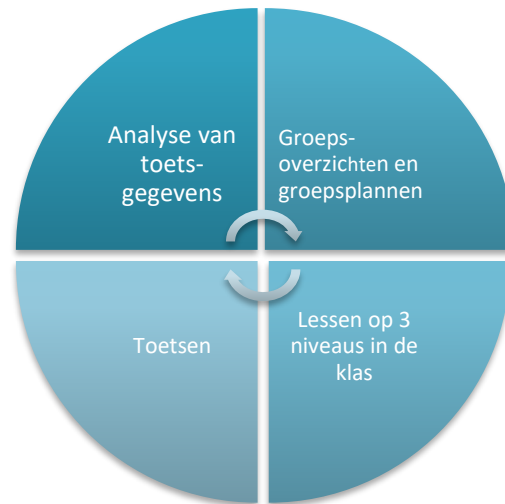 Analyse van
toets-
gegevens
Groeps-
overzichten en
groepsplannen
Lessen op 3
niveaus in de
klas
Toetsen